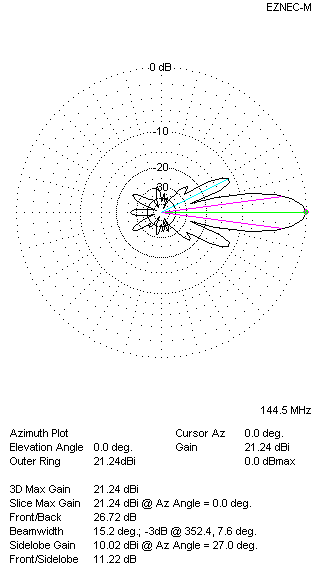 EZNEC-M
0 dB
-10
-20
-30
144.5 MHz
Azimuth Plot Cursor Az 0.0 deg.
Elevation Angle 0.0 deg. Gain 21.24 dBi
Outer Ring 21.24dBi 0.0 dBmax
3D Max Gain 21.24 dBi
Slice Max Gain 21.24 dBi @ Az Angle = 0.0 deg.
Front/Back 26.72 dB
Beamwidth 15.2 deg.; -3dB @ 352.4, 7.6 deg.
Sidelobe Gain 10.02 dBi @ Az Angle = 27.0 deg.
Front/Sidelobe 11.22 dB